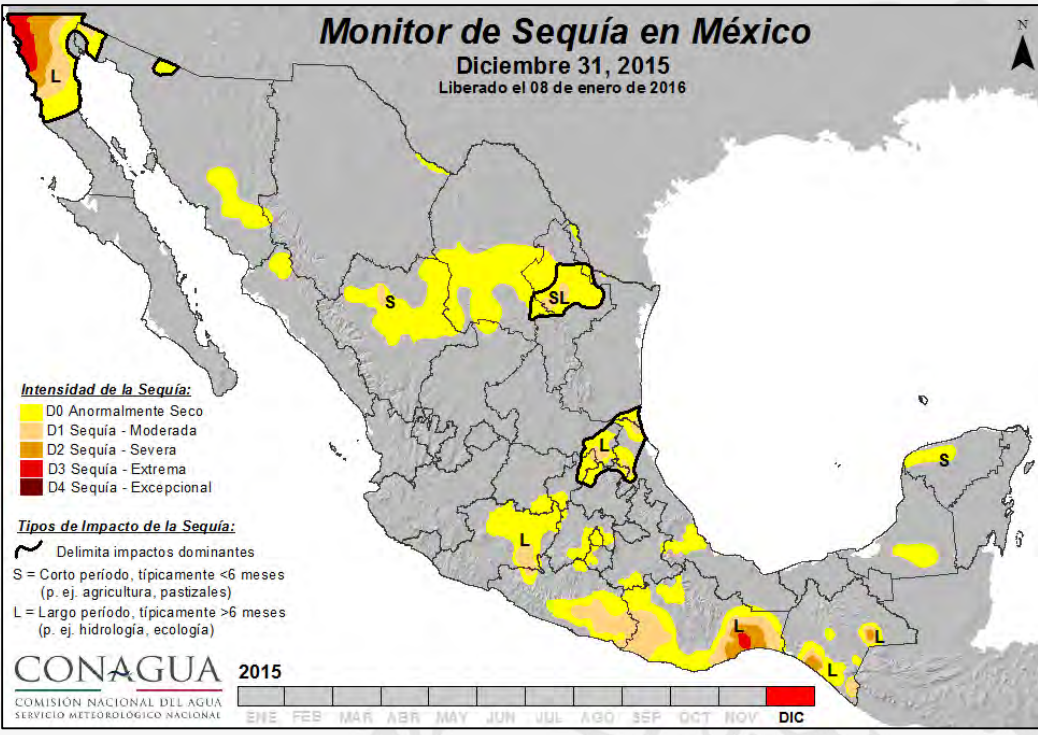 Monitor de Sequía en México
Diciembre 31, 2015
Liberado el 08 de enero de 2016
N
L
S
SL
L
S
L
L
L
L
Intensidad de la Sequía:
D0 Anormalmente Seco
D1 Sequía - Moderada
D2 Sequía - Severa
D3 Sequía - Extrema
D4 Sequía - Excepcional
Tipos de Impacto de la Sequía:
Delimita impactos dominantes
S = Corto período, típicamente <6 meses
(p. ej. agricultura, pastizales)
L = Largo período, típicamente >6 meses
(p. ej. hidrología, ecología)
CONAGUA
COMISIÓN NACIONAL DEL AGUA
SERVICIO METEOROLÓGICO NACIONAL
2015
ENE FEB MAR ABR MAY JUN JUL AGO SEP OCT NOV DIC